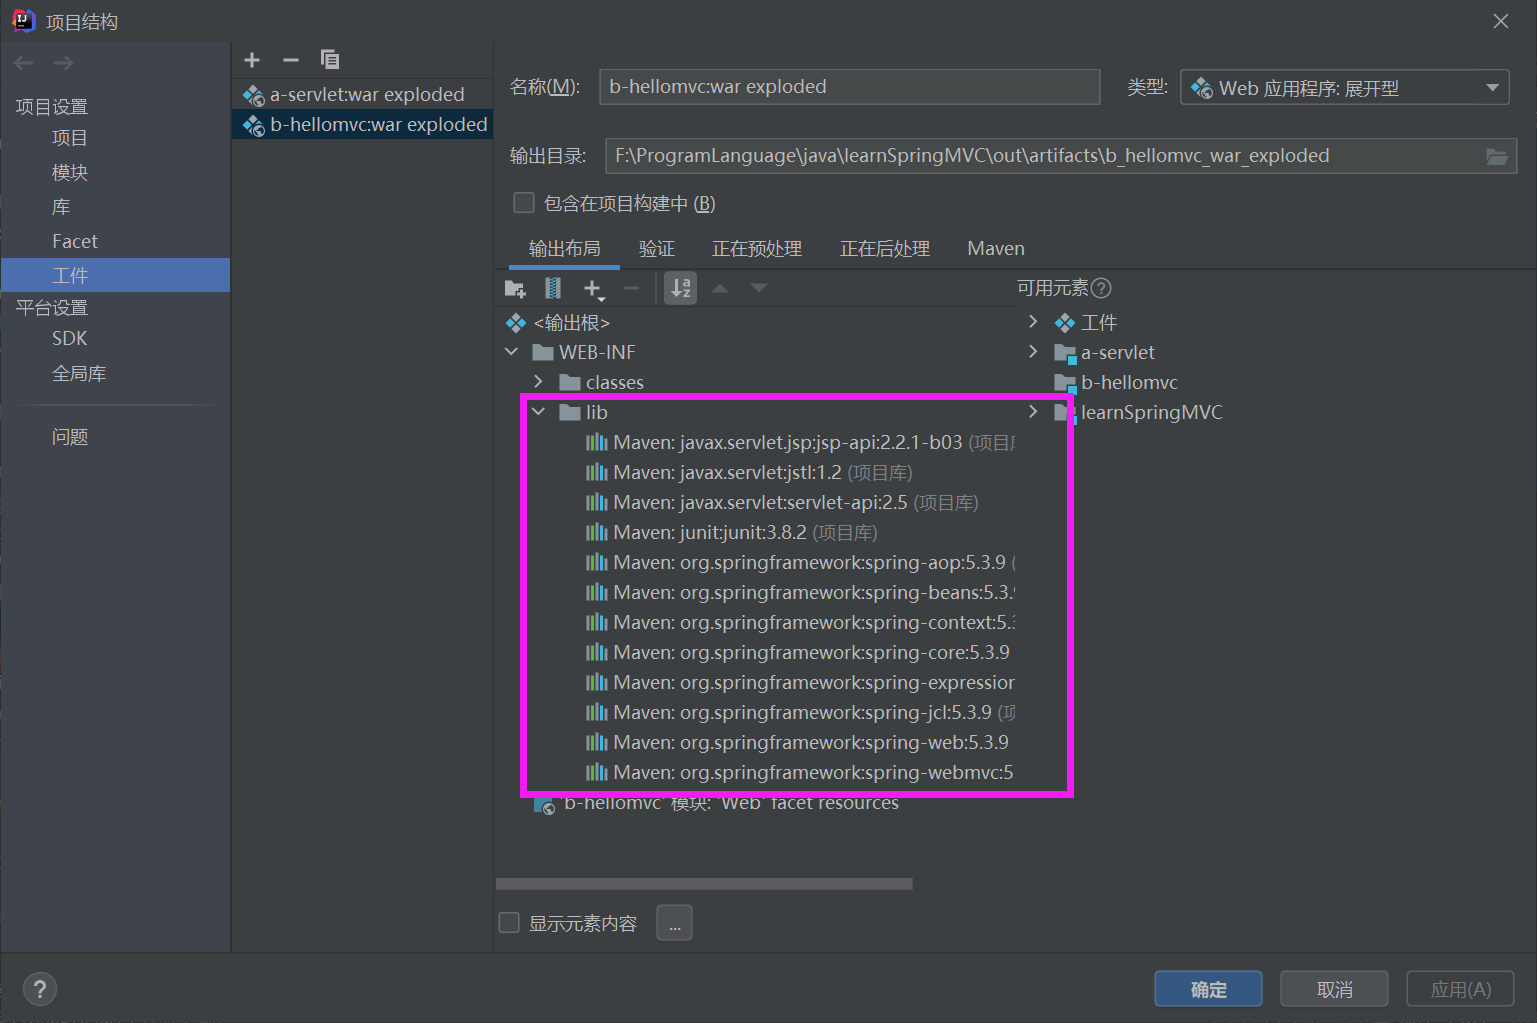 项目结构
项目设置
项目
模块
库
Facet
工件
平台设置
SDK
全局库
问题
a-servlet:war exploded
b-hellomvc:war exploded
名称(M): b-hellomvc:war exploded
类型: Web 应用程序: 展开型
输出目录: F:\ProgramLanguage\java\learnSpringMVC\out\artifacts\b_hellomvc_war_exploded
包含在项目构建中 (B)
输出布局 验证 正在预处理 正在后处理 Maven
<输出根>
WEB-INF
classes
lib
Maven: javax.servlet.jsp:jsp-api:2.2.1-b03 (项目
Maven: javax.servlet:jstl:1.2 (项目库)
Maven: javax.servlet:servlet-api:2.5 (项目库)
Maven: junit:junit:3.8.2 (项目库)
Maven: org.springframework:spring-aop:5.3.9 (
Maven: org.springframework:spring-beans:5.3.
Maven: org.springframework:spring-context:5.3
Maven: org.springframework:spring-core:5.3.9
Maven: org.springframework:spring-expression
Maven: org.springframework:spring-jcl:5.3.9 (项
Maven: org.springframework:spring-web:5.3.9
Maven: org.springframework:spring-webmvc:5
'b-hellomvc' 模块: 'Web' facet resources
可用元素
工件
a-servlet
b-hellomvc
learnSpringMVC
显示元素内容 ...
确定 取消 应用(A)